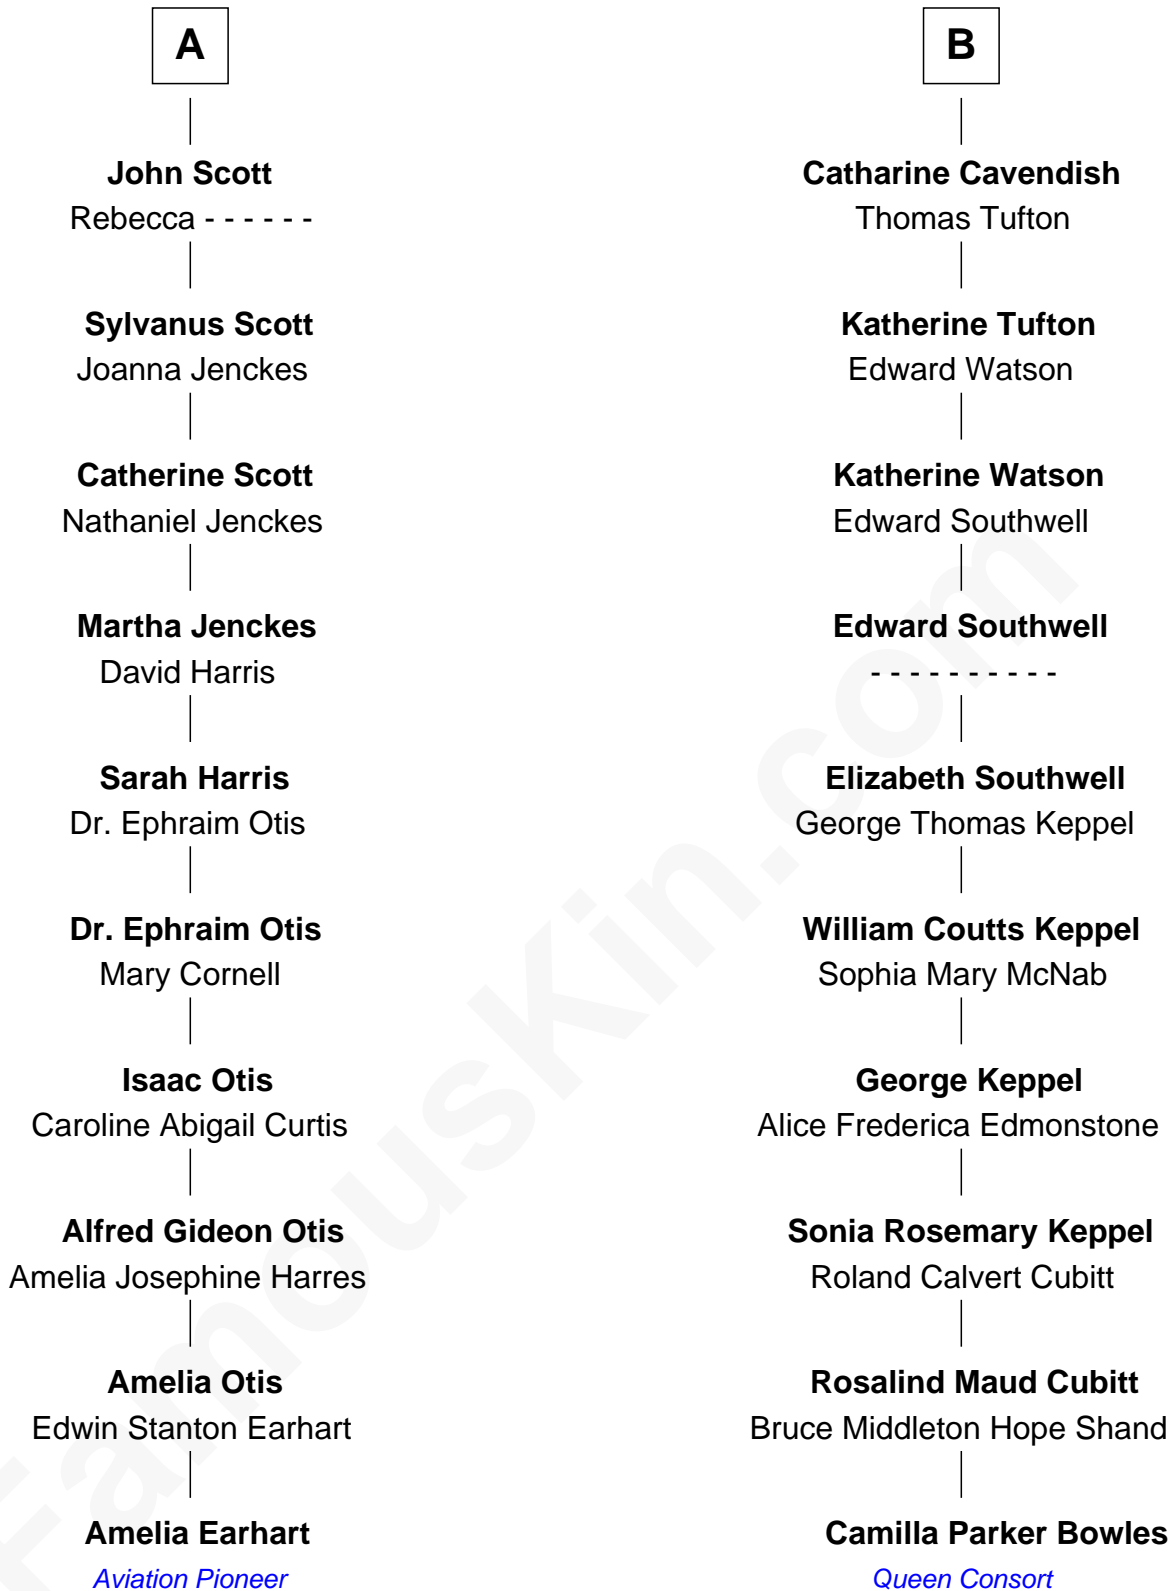 A
John Scott
Rebecca - - - - - -
Sylvanus Scott
Joanna Jenckes
Catherine Scott
Nathaniel Jenckes
Martha Jenckes
David Harris
Sarah Harris
Dr. Ephraim Otis
Dr. Ephraim Otis
Mary Cornell
Isaac Otis
Caroline Abigail Curtis
Alfred Gideon Otis
Amelia Josephine Harres
Amelia Otis
Edwin Stanton Earhart
Amelia Earhart
Aviation Pioneer
B
Catharine Cavendish
Thomas Tufton
Katherine Tufton
Edward Watson
Katherine Watson
Edward Southwell
Edward Southwell
- - - - - - - - - -
Elizabeth Southwell
George Thomas Keppel
William Coutts Keppel
Sophia Mary McNab
George Keppel
Alice Frederica Edmonstone
Sonia Rosemary Keppel
Roland Calvert Cubitt
Rosalind Maud Cubitt
Bruce Middleton Hope Shand
Camilla Parker Bowles
Queen Consort
FamousKin.com